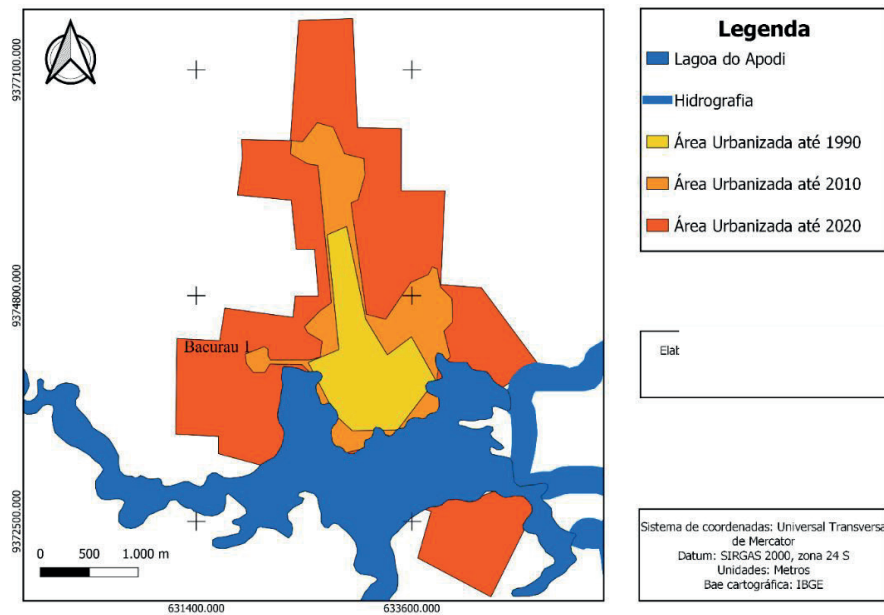 9377100.000
9374800.000
9372500.000
Bacurau 1
0 500 1.000 m
631400.000
633600.000
Legenda
Lagoa do Apodi
Hidrografia
Área Urbanizada até 1990
Área Urbanizada até 2010
Área Urbanizada até 2020
Elab
Sistema de coordenadas: Universal Transversa
de Mercator
Datum: SIRGAS 2000, zona 24 S
Unidades: Metros
Bae cartográfica: IBGE